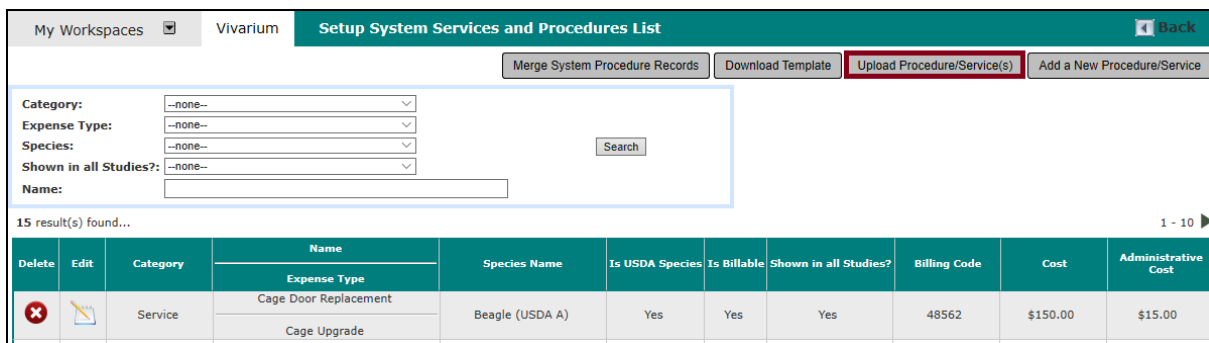 My Workspaces Vivarium Setup System Services and Procedures List Back
Merge System Procedure Records Download Template Upload Procedure/Service(s) Add a New Procedure/Service
Category: --none--
Expense Type: --none--
Species: --none-- Search
Shown in all Studies?: --none--
Name:
15 result(s) found... 1 - 10
Delete Edit Category Name Species Name Is USDA Species Is Billable Shown in all Studies? Billing Code Cost Administrative Cost
Expense Type
Cage Door Replacement
Service Beagle (USDA A) Yes Yes Yes 48562 $150.00 $15.00
Cage Upgrade